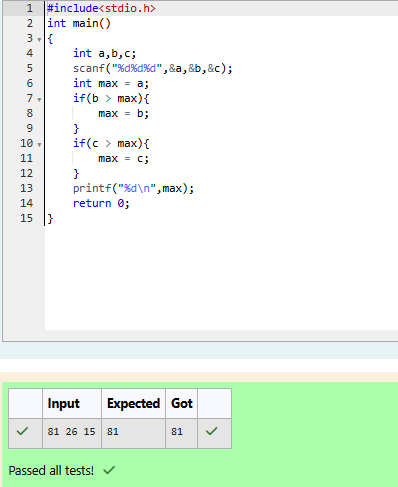 1 #include<stdio.h>
2 int main()
3 {
4     int a,b,c;
5     scanf("%d%d%d",&a,&b,&c);
6     int max = a;
7     if(b > max){
8         max = b;
9     }
10     if(c > max){
11         max = c;
12     }
13     printf("%d\n",max);
14     return 0;
15 }
Input Expected Got
81 26 15 81 81
Passed all tests!